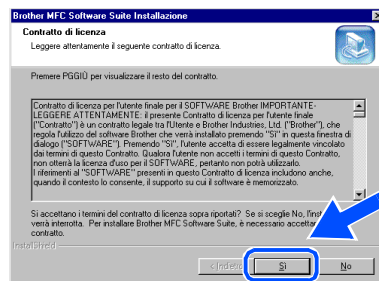 Brother MFC Software Suite Installazione
Contratto di licenza
Leggere attentamente il seguente contratto di licenza.
Premere PGGIÙ per visualizzare il resto del contratto.
Contratto di licenza per l'utente finale per il SOFTWARE Brother IMPORTANTE-
LEGGERE ATTENTAMENTE: il presente Contratto di licenza per l'utente finale
("Contratto") è un contratto legale tra l'Utente e Brother Industries, Ltd. ("Brother"), che
regola l'utilizzo del software Brother che verrà installato premendo "Sì" in questa finestra di
dialogo ("SOFTWARE"). Premendo "Sì", l'utente accetta di essere legalmente vincolato
dai termini di questo Contratto. Qualora l'utente non accetti i termini di questo Contratto,
non otterrà la licenza d'uso per il SOFTWARE, pertanto non potrà utilizzarlo.
I riferimenti al "SOFTWARE" presenti in questo Contratto di licenza includono anche,
quando il contesto lo consente, il supporto su cui il software è memorizzato.
Si accettano i termini del contratto di licenza sopra riportati? Se si sceglie No, l'inst
verrà interrotta. Per installare Brother MFC Software Suite, è necessario accetta
contratto.
InstallShield
Sì
No